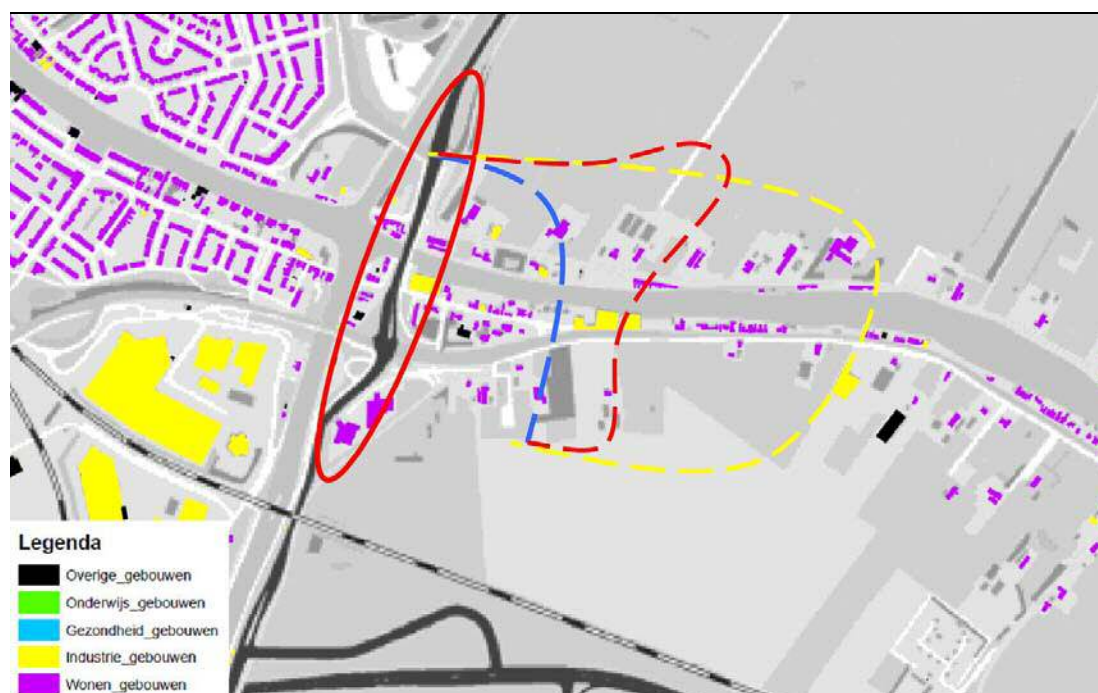 Legenda
Overige_gebouwen
Onderwijs_gebouwen
Gezondheid_gebouwen
Industrie_gebouwen
Wonen_gebouwen